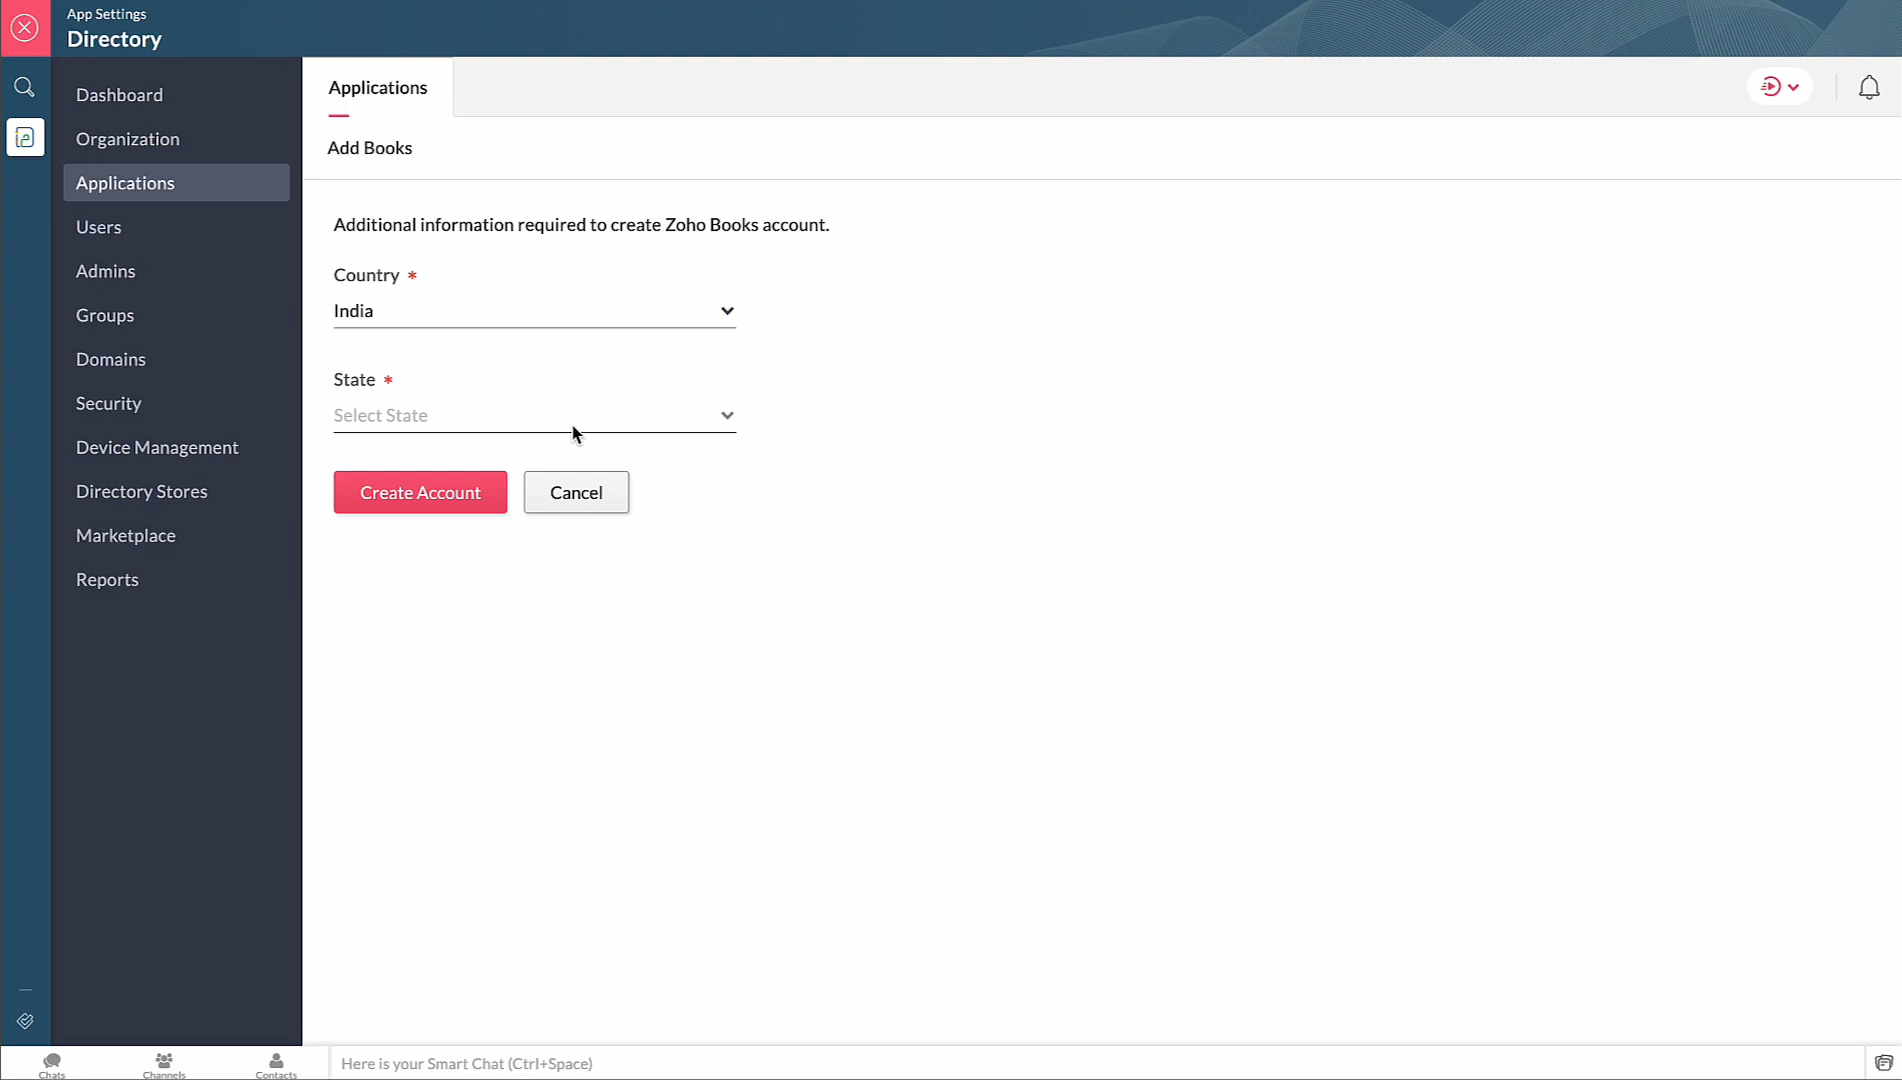 App Settings
Directory
Dashboard
Organization
Applications
Users
Admins
Groups
Domains
Security
Device Management
Directory Stores
Marketplace
Reports
Applications
Add Books
Additional information required to create Zoho Books account.
Country *
India
State *
Select State
Create Account
Cancel
Chats
Channels
Contacts
Here is your Smart Chat (Ctrl+Space)